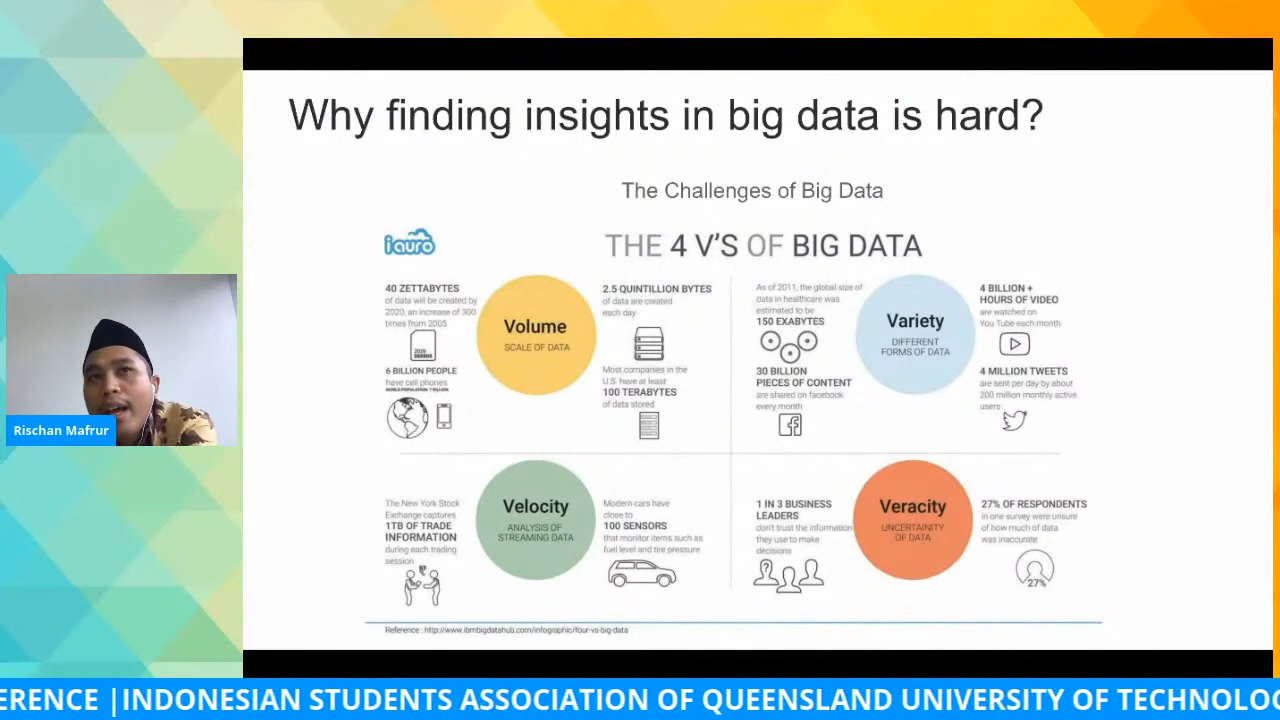 Why finding insights in big data is hard?
The Challenges of Big Data
iauro
THE 4 V'S OF BIG DATA
40 ZETTABYTES
of data will be created by
2020, an increase of 300
times from 2005
2020
6 BILLION PEOPLE
have cell phones
WORLD POPULATION: 7 BILLION
Volume
SCALE OF DATA
2.5 QUINTILLION BYTES
of data are created
each day
Most companies in the
U.S. have at least
100 TERABYTES
of data stored
As of 2011, the global size of
data in healthcare was
estimated to be
150 EXABYTES
30 BILLION
PIECES OF CONTENT
are shared on facebook
every month
Variety
DIFFERENT
FORMS OF DATA
4 BILLION +
HOURS OF VIDEO
are watched on
You Tube each month
4 MILLION TWEETS
are sent per day by about
200 million monthly active
users
The New York Stock
Exchange captures
1TB OF TRADE
INFORMATION
during each trading
session
Velocity
ANALYSIS OF
STREAMING DATA
Modern cars have
close to
100 SENSORS
that monitor items such as
fuel level and tire pressure
1 IN 3 BUSINESS
LEADERS
don't trust the information
they use to make
decisions
?
Veracity
UNCERTAINITY
OF DATA
27% OF RESPONDENTS
in one survey were unsure
of how much of data
was inaccurate
27%
Reference : http://www.ibmbigdatahub.com/infographic/four-vs-big-data
Rischan Mafrur
ERENCE |INDONESIAN STUDENTS ASSOCIATION OF QUEENSLAND UNIVERSITY OF TECHNOLO